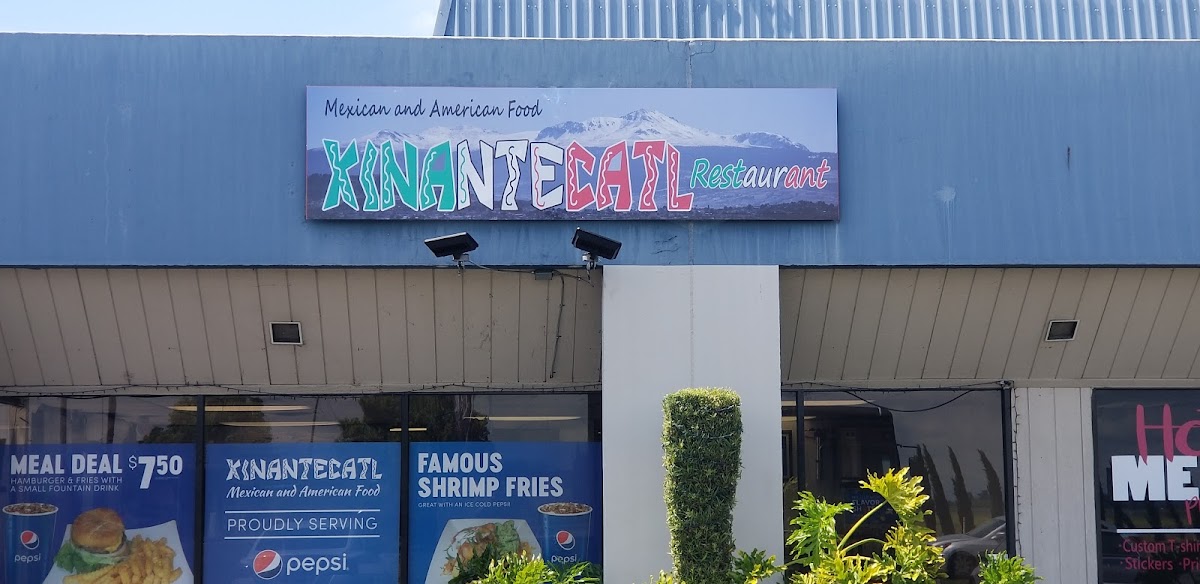 Mexican and American Food
XINANTECATL Restaurant
MEAL DEAL $7.50
HAMBURGER & FRIES WITH
A SMALL FOUNTAIN DRINK
pepsi
XINANTECATL
Mexican and American Food
PROUDLY SERVING
pepsi
FAMOUS
SHRIMP FRIES
GREAT WITH AN ICE COLD PEPSI!
pepsi
FLAVOR